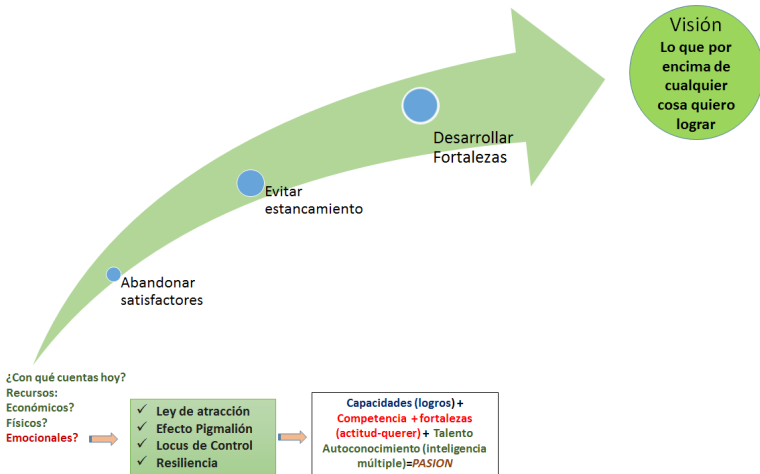 Visión
Lo que por
encima de
cualquier
cosa quiero
lograr
Desarrollar
Fortalezas
Evitar
estancamiento
Abandonar
satisfactores
¿Con qué cuentas hoy?
Recursos:
Económicos?
Físicos?
Emocionales?
✓ Ley de atracción
✓ Efecto Pigmalión
✓ Locus de Control
✓ Resiliencia
Capacidades (logros) +
Competencia + fortalezas
(actitud-querer) + Talento
Autoconocimiento (inteligencia
múltiple)=PASION